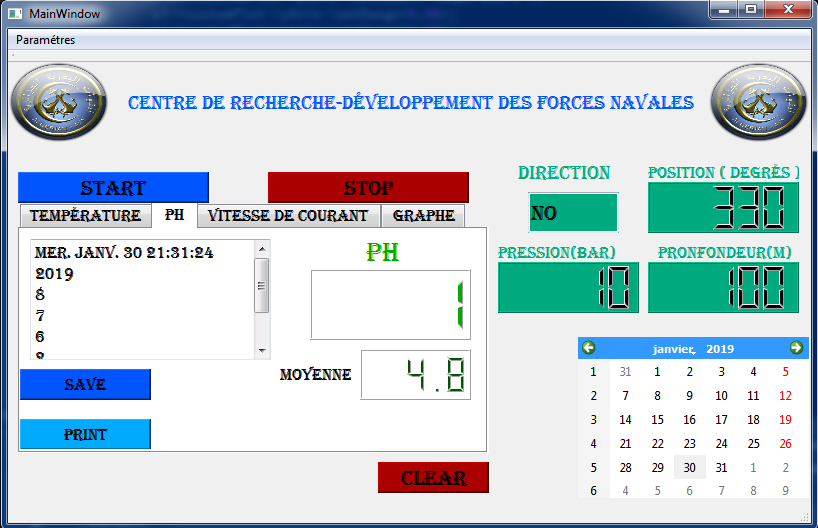 MainWindow
Paramétres
CENTRE DE RECHERCHE-DÉVELOPPEMENT DES FORCES NAVALES
START
STOP
DIRECTION
POSITION ( DEGRÉS )
NO
330
TEMPÉRATURE
PH
VITESSE DE COURANT
GRAPHE
MER. JANV. 30 21:31:24
2019
8
7
6
PH
1
PRESSION(BAR)
PRONFONDEUR(M)
10
100
MOYENNE
4.8
SAVE
PRINT
CLEAR
janvier, 2019
1 31 1 2 3 4 5
2 7 8 9 10 11 12
3 14 15 16 17 18 19
4 21 22 23 24 25 26
5 28 29 30 31 1 2
6 4 5 6 7 8 9